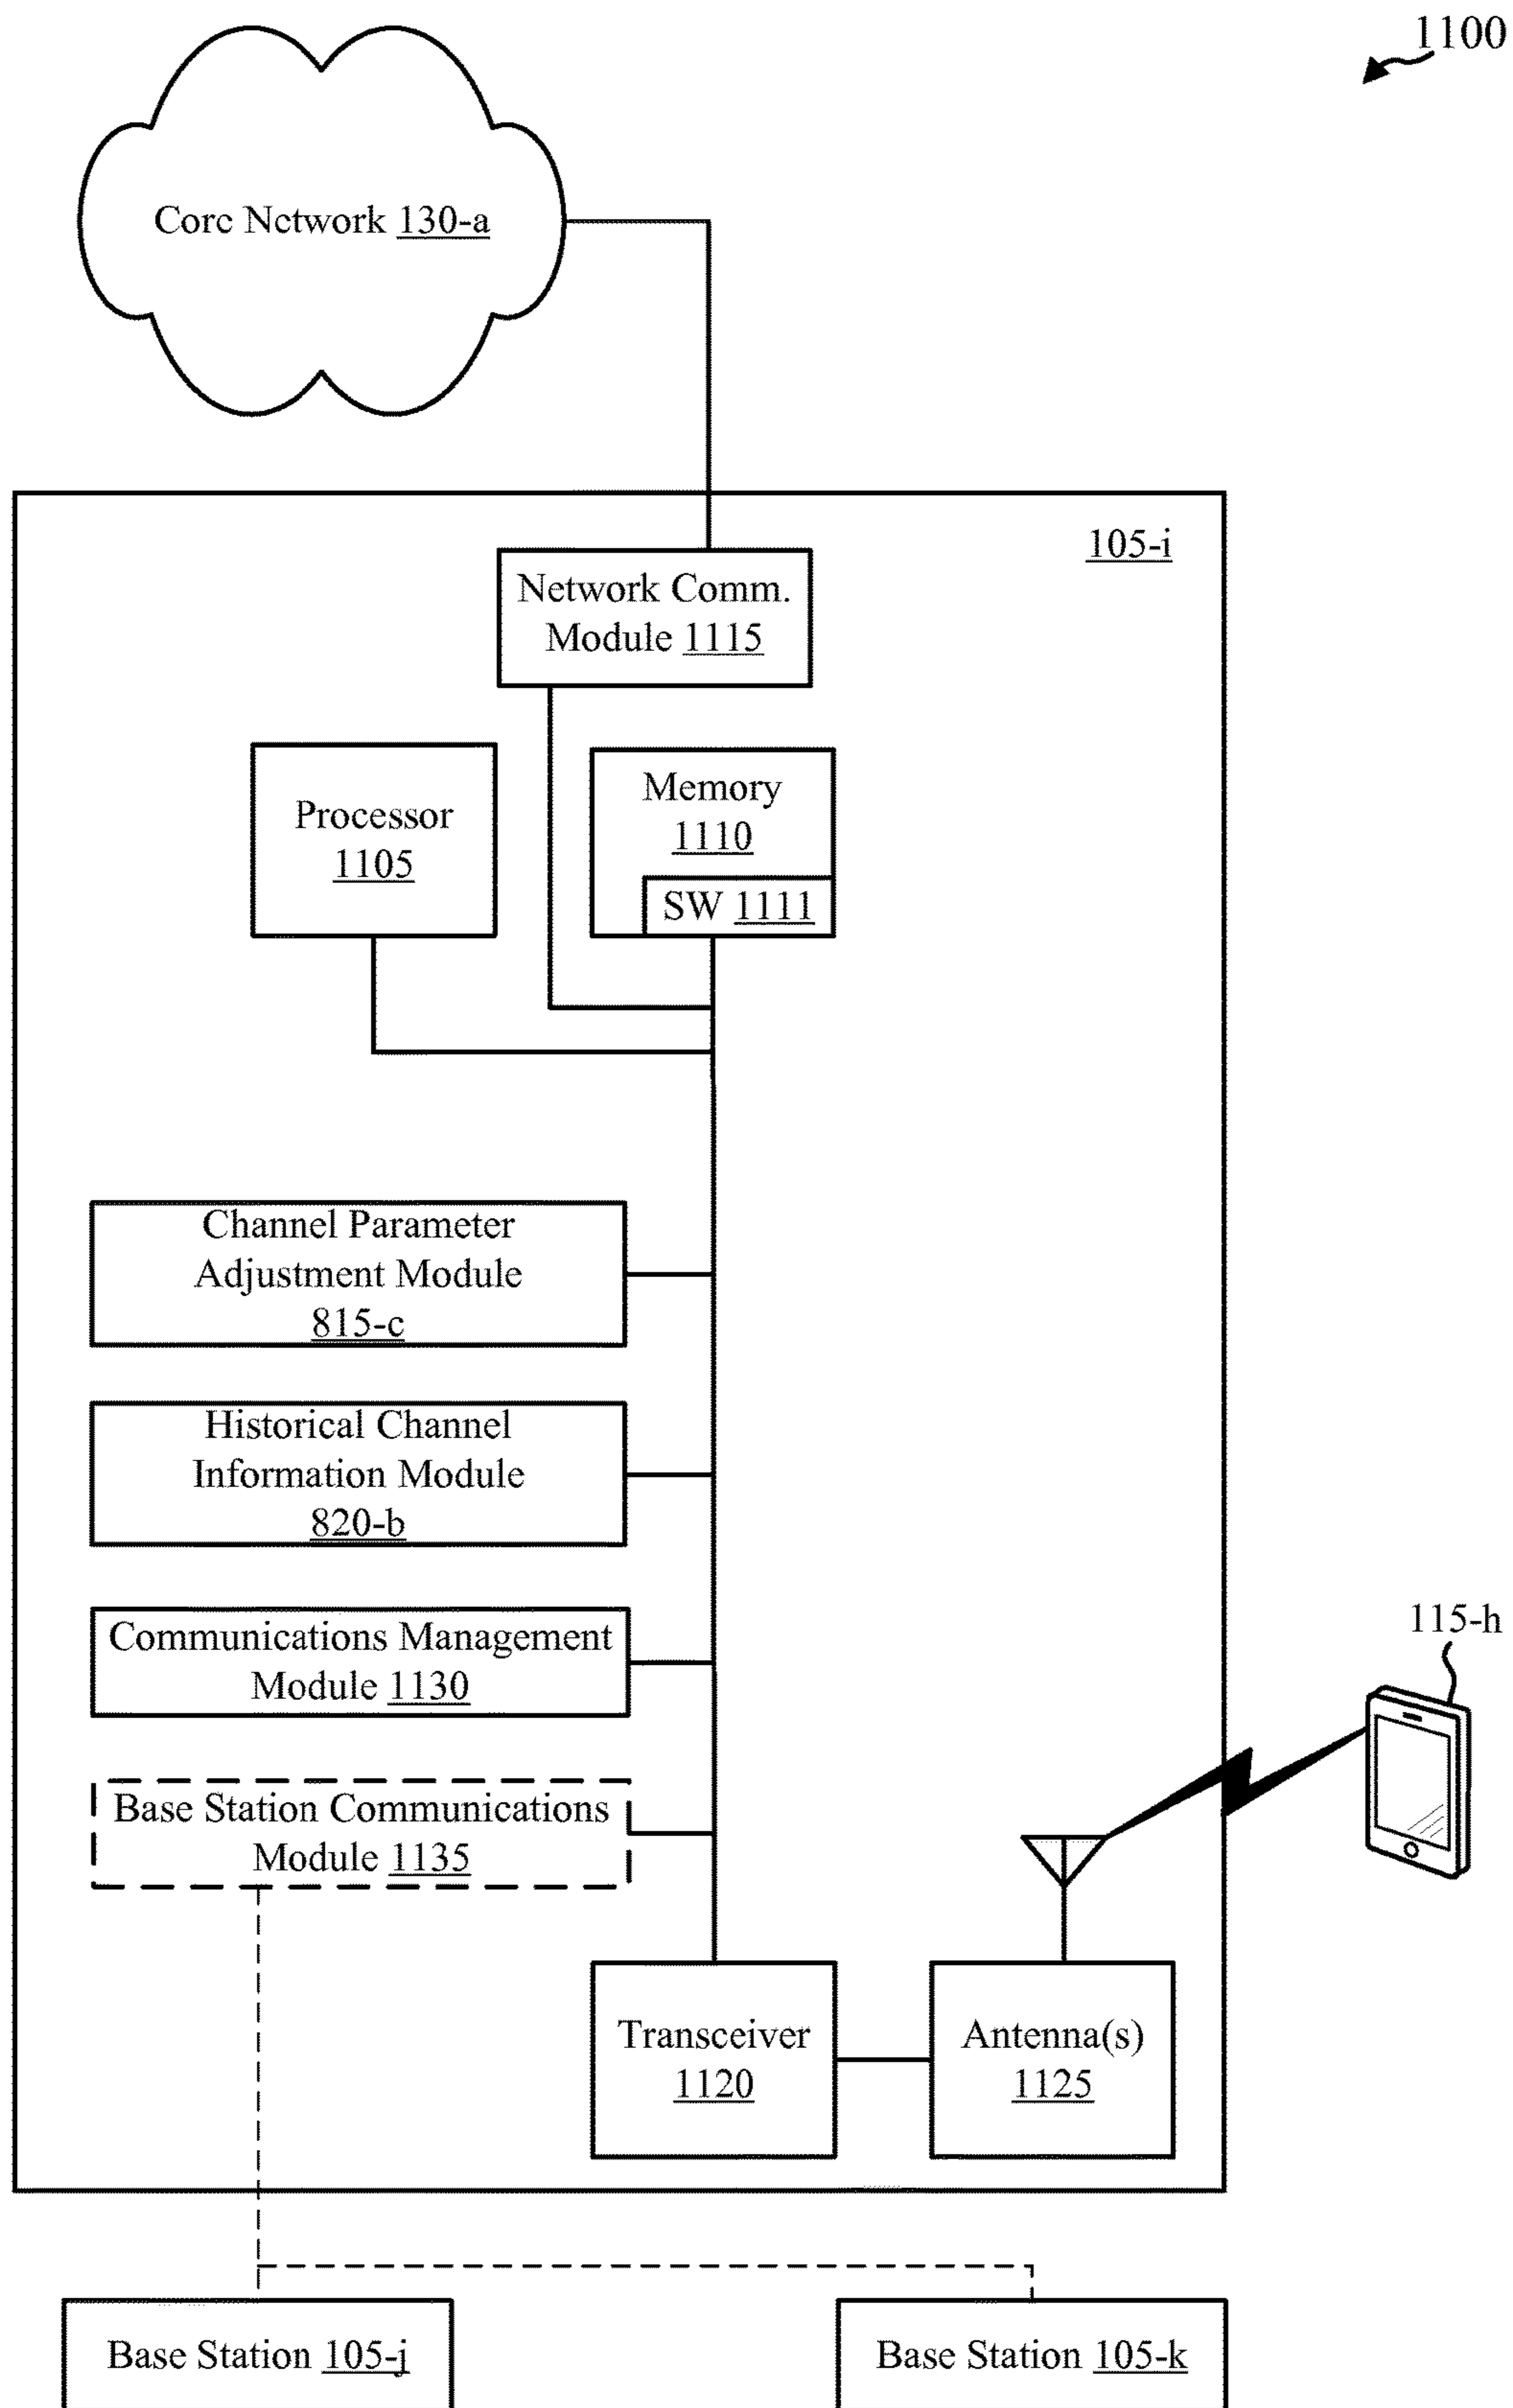 1100
Core Network 130-a
105-i
Network Comm.
Module 1115
Processor
1105
Memory
1110
SW 1111
Channel Parameter
Adjustment Module
815-c
Historical Channel
Information Module
820-b
Communications Management
Module 1130
115-h
Base Station Communications
Module 1135
Transceiver
1120
Antenna(s)
1125
Base Station 105-j
Base Station 105-k